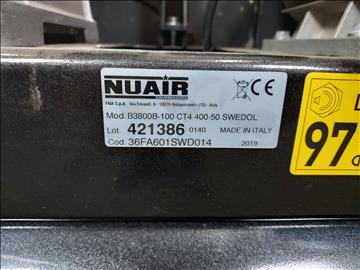 NUAIR
FNA S.p.A. - Via Einaudi, 6 - 10070 Robassomero (TO) - Italy
Mod. B3800B-100 CT4 400-50 SWEDOL
Lot. 421386 0140 MADE IN ITALY
Cod. 36FA601SWD014 2019
CE
97